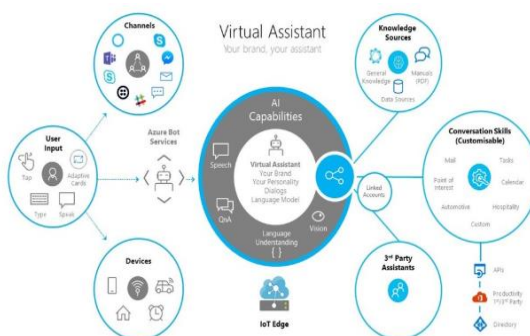 Virtual Assistant
Your brand, your assistant
Channels
User
Input
Tap
Adaptive
Cards
Type
Speak
Azure Bot
Services
Devices
AI
Capabilities
Speech
QnA
Language
Understanding
{ }
Vision
Virtual Assistant
Your Brand
Your Personality
Dialogs
Language Model
IoT Edge
Linked
Accounts
Knowledge
Sources
General
Knowledge
Manuals
(PDF)
Data Sources
Conversation Skills
(Customisable)
Mail
Tasks
Point of
Interest
Calendar
Automotive
Hospitality
Custom
3rd Party
Assistants
APIs
Productivity
1st/3rd Party
Directory